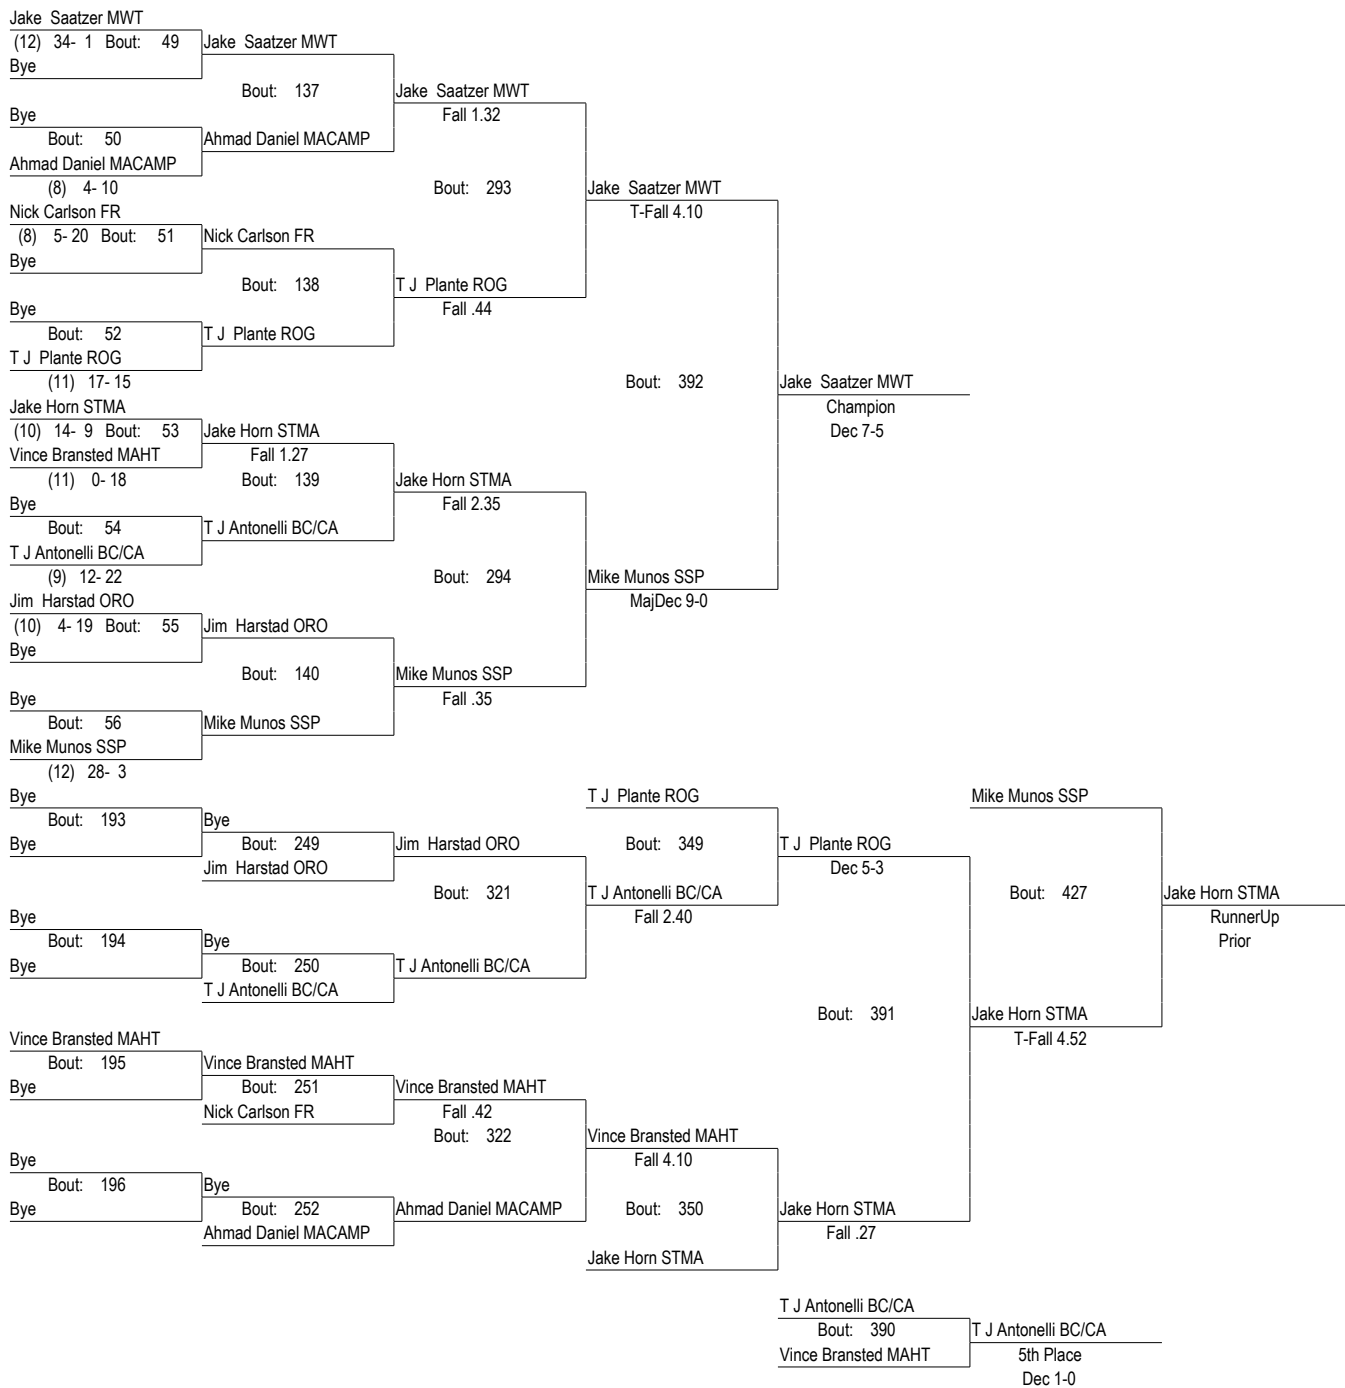 Jake Saatzer MWT
(12) 34- 1 Bout: 49 Jake Saatzer MWT
Bye
Bout: 137 Jake Saatzer MWT
Bye Fall 1.32
Bout: 50 Ahmad Daniel MACAMP
Ahmad Daniel MACAMP
(8) 4- 10 Bout: 293 Jake Saatzer MWT
Nick Carlson FR T-Fall 4.10
(8) 5- 20 Bout: 51 Nick Carlson FR
Bye
Bout: 138 T J Plante ROG
Bye Fall .44
Bout: 52 T J Plante ROG
T J Plante ROG
(11) 17- 15 Bout: 392 Jake Saatzer MWT
Jake Horn STMA Champion
(10) 14- 9 Bout: 53 Jake Horn STMA Dec 7-5
Vince Bransted MAHT Fall 1.27
(11) 0- 18 Bout: 139 Jake Horn STMA
Bye Fall 2.35
Bout: 54 T J Antonelli BC/CA
T J Antonelli BC/CA
(9) 12- 22 Bout: 294 Mike Munos SSP
Jim Harstad ORO MajDec 9-0
(10) 4- 19 Bout: 55 Jim Harstad ORO
Bye
Bout: 140 Mike Munos SSP
Bye Fall .35
Bout: 56 Mike Munos SSP
Mike Munos SSP
(12) 28- 3
Bye T J Plante ROG Mike Munos SSP
Bout: 193 Bye
Bye Bout: 249 Jim Harstad ORO Bout: 349 T J Plante ROG
Jim Harstad ORO Dec 5-3
Bout: 321 T J Antonelli BC/CA Bout: 427 Jake Horn STMA
Bye Fall 2.40 RunnerUp
Bout: 194 Bye Prior
Bye Bout: 250 T J Antonelli BC/CA
T J Antonelli BC/CA
Bout: 391 Jake Horn STMA
Vince Bransted MAHT T-Fall 4.52
Bout: 195 Vince Bransted MAHT
Bye Bout: 251 Vince Bransted MAHT
Nick Carlson FR Fall .42
Bout: 322 Vince Bransted MAHT
Bye Fall 4.10
Bout: 196 Bye
Bye Bout: 252 Ahmad Daniel MACAMP Bout: 350 Jake Horn STMA
Ahmad Daniel MACAMP Fall .27
Jake Horn STMA
T J Antonelli BC/CA
Bout: 390 T J Antonelli BC/CA
Vince Bransted MAHT 5th Place
Dec 1-0